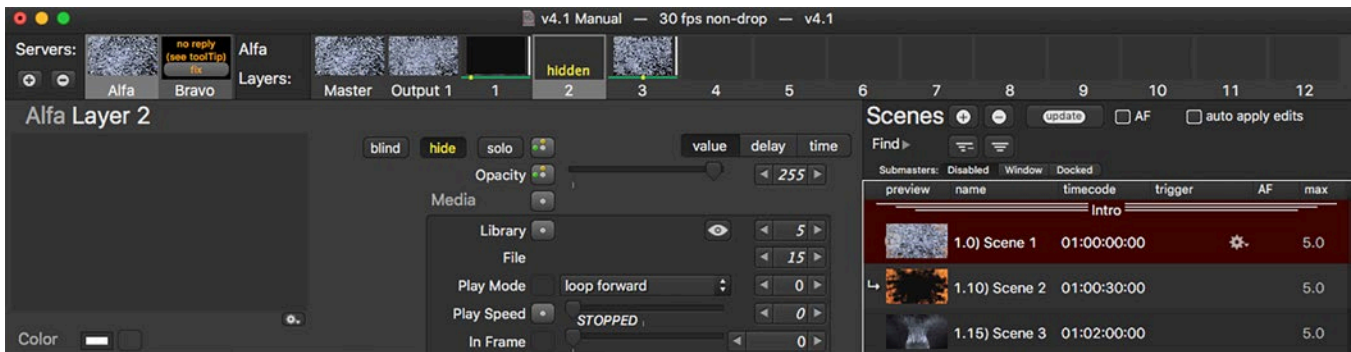 v4.1 Manual — 30 fps non-drop — v4.1
Servers:
no reply
(see toolTip)
fix
Alfa
Bravo
Alfa
Layers:
hidden
Master
Output 1
1
2
3
4
5
6
7
8
9
10
11
12
Alfa Layer 2
blind
hide
solo
value
delay
time
Opacity
255
Media
Library
5
File
15
Play Mode
loop forward
0
Play Speed
STOPPED
0
In Frame
0
Color
Scenes
update
AF
auto apply edits
Find
Submasters: Disabled Window Docked
preview name timecode trigger AF max
Intro
1.0) Scene 1 01:00:00:00 5.0
1.10) Scene 2 01:00:30:00 5.0
1.15) Scene 3 01:02:00:00 5.0